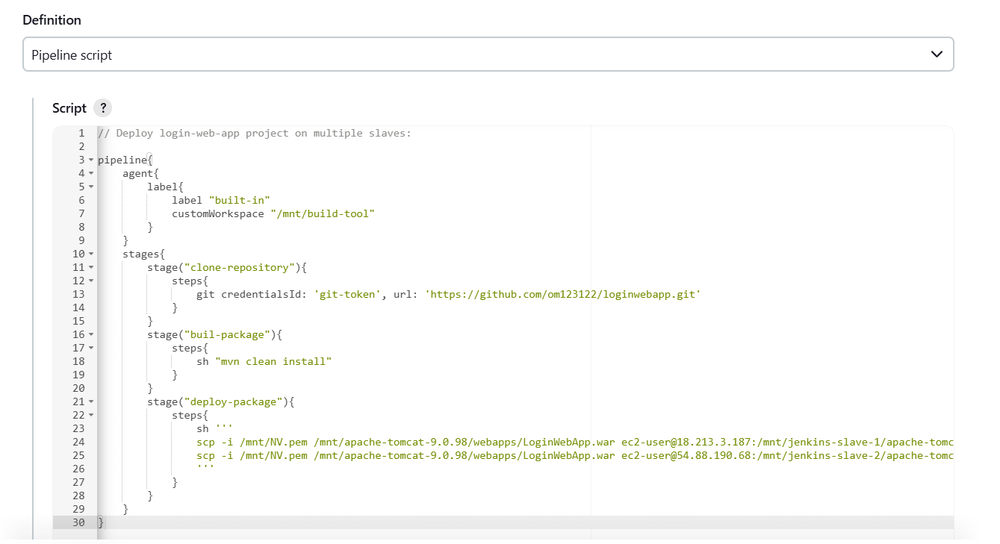 Definition
Pipeline script
Script ?
1 // Deploy login-web-app project on multiple slaves:
2
3 pipeline{
4     agent{
5         label{
6             label "built-in"
7             customWorkspace "/mnt/build-tool"
8         }
9     }
10     stages{
11         stage("clone-repository"){
12             steps{
13                 git credentialsId: 'git-token', url: 'https://github.com/om123122/loginwebapp.git'
14             }
15         }
16         stage("buil-package"){
17             steps{
18                 sh "mvn clean install"
19             }
20         }
21         stage("deploy-package"){
22             steps{
23                 sh '''
24                 scp -i /mnt/NV.pem /mnt/apache-tomcat-9.0.98/webapps/LoginWebApp.war ec2-user@18.213.3.187:/mnt/jenkins-slave-1/apache-tomc
25                 scp -i /mnt/NV.pem /mnt/apache-tomcat-9.0.98/webapps/LoginWebApp.war ec2-user@54.88.190.68:/mnt/jenkins-slave-2/apache-tomc
26                 '''
27             }
28         }
29     }
30 }